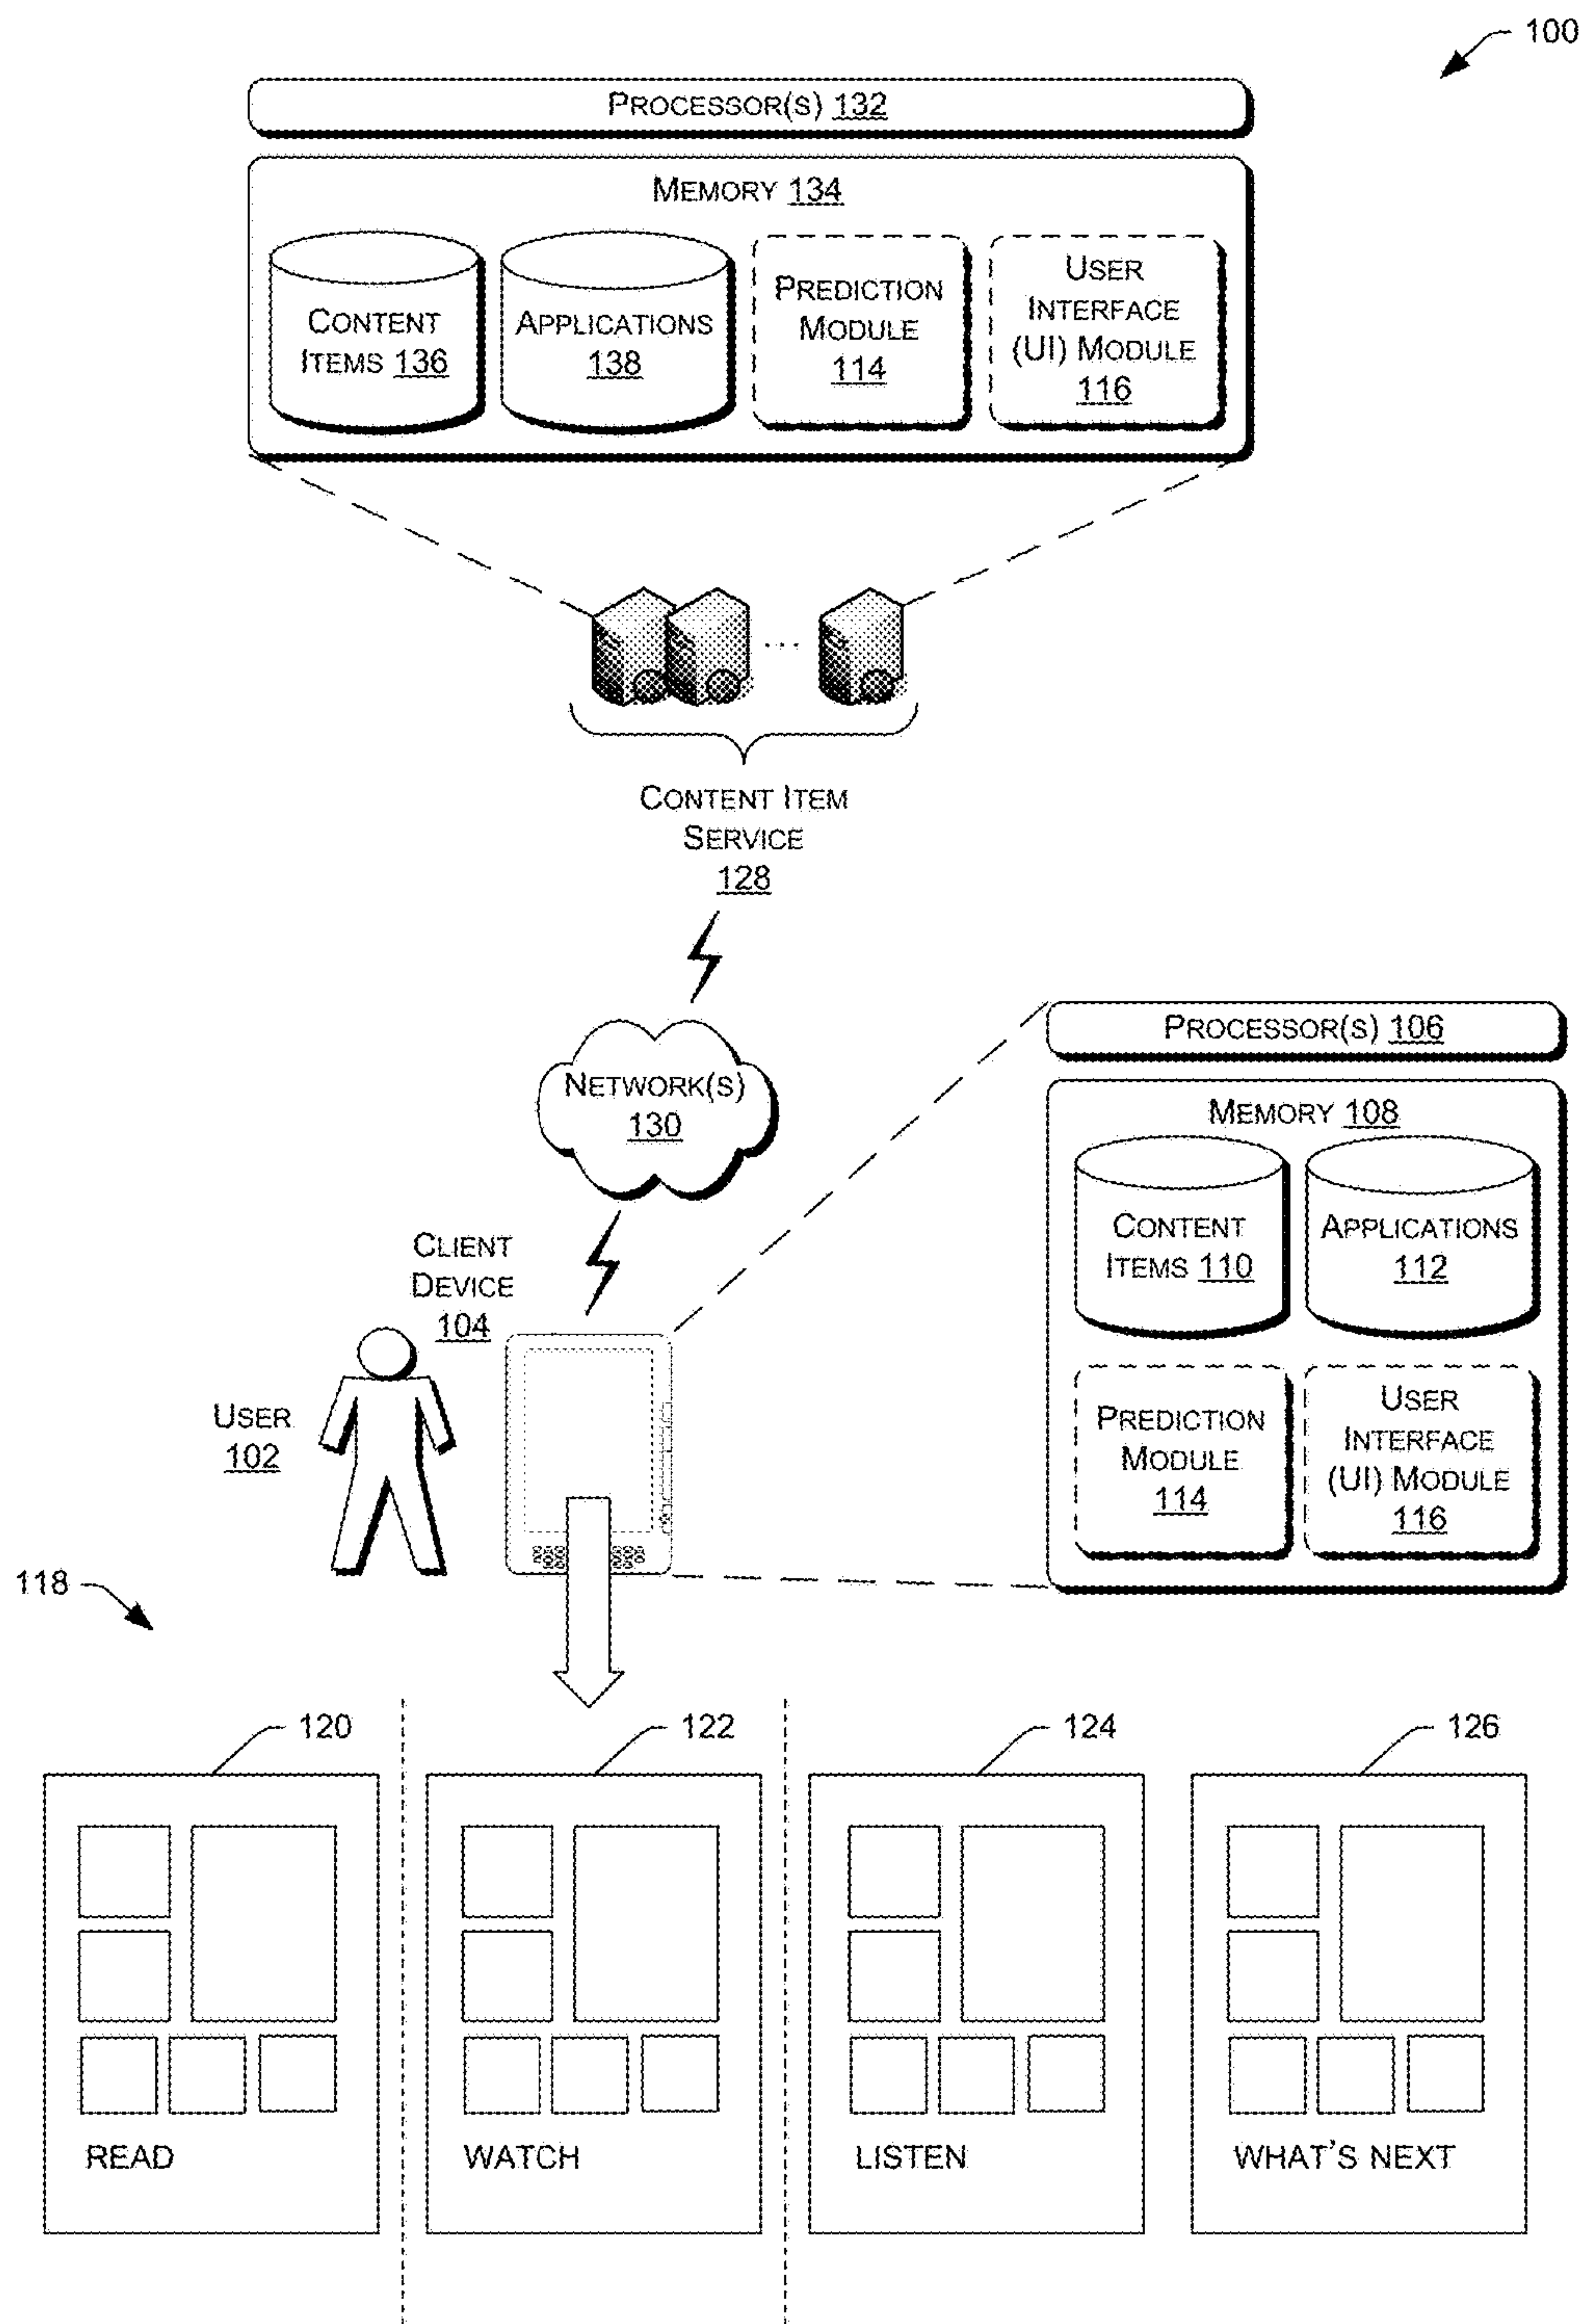 100
PROCESSOR(S) 132
MEMORY 134
CONTENT
ITEMS 136
APPLICATIONS
138
PREDICTION
MODULE
114
USER
INTERFACE
(UI) MODULE
116
...
CONTENT ITEM
SERVICE
128
NETWORK(S)
130
PROCESSOR(S) 106
MEMORY 108
CONTENT
ITEMS 110
APPLICATIONS
112
PREDICTION
MODULE
114
USER
INTERFACE
(UI) MODULE
116
CLIENT
DEVICE
104
USER
102
118
120
122
124
126
READ
WATCH
LISTEN
WHAT'S NEXT